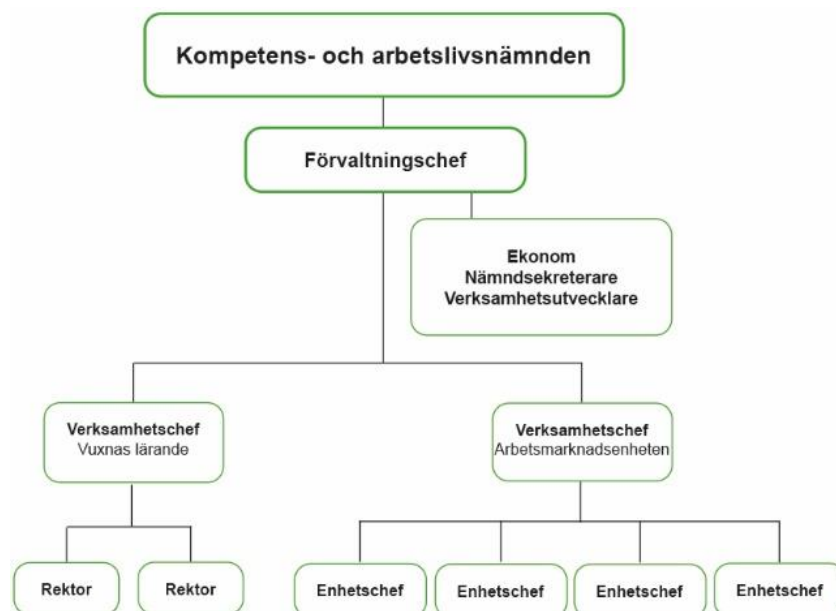 Kompetens- och arbetslivsnämnden
Förvaltningschef
Ekonom
Nämndsekreterare
Verksamhetsutvecklare
Verksamhetschef
Vuxnas lärande
Verksamhetschef
Arbetsmarknadsenheten
Rektor
Rektor
Enhetschef
Enhetschef
Enhetschef
Enhetschef